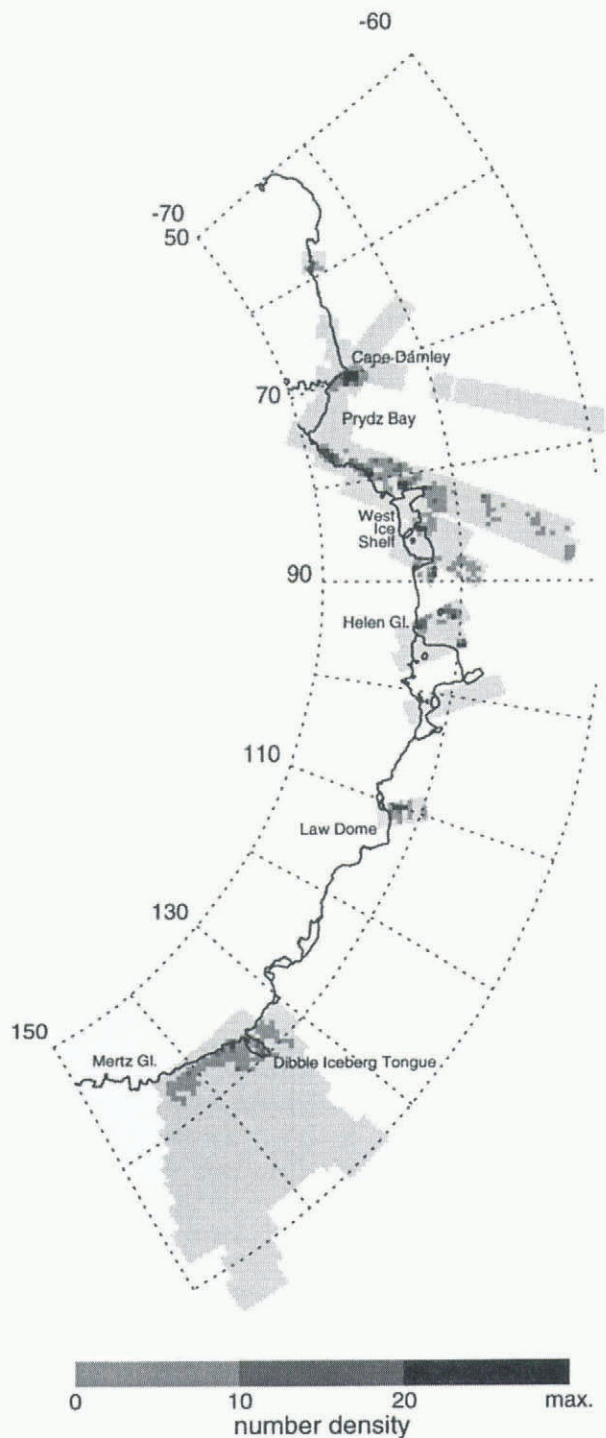 -60
-70
50
Cape Darnley
70
Prydz Bay
West
Ice
Shelf
90
Helen Gl.
110
Law Dome
130
150
Mertz Gl.
Dibble Iceberg Tongue
0
10
20
max.
number density